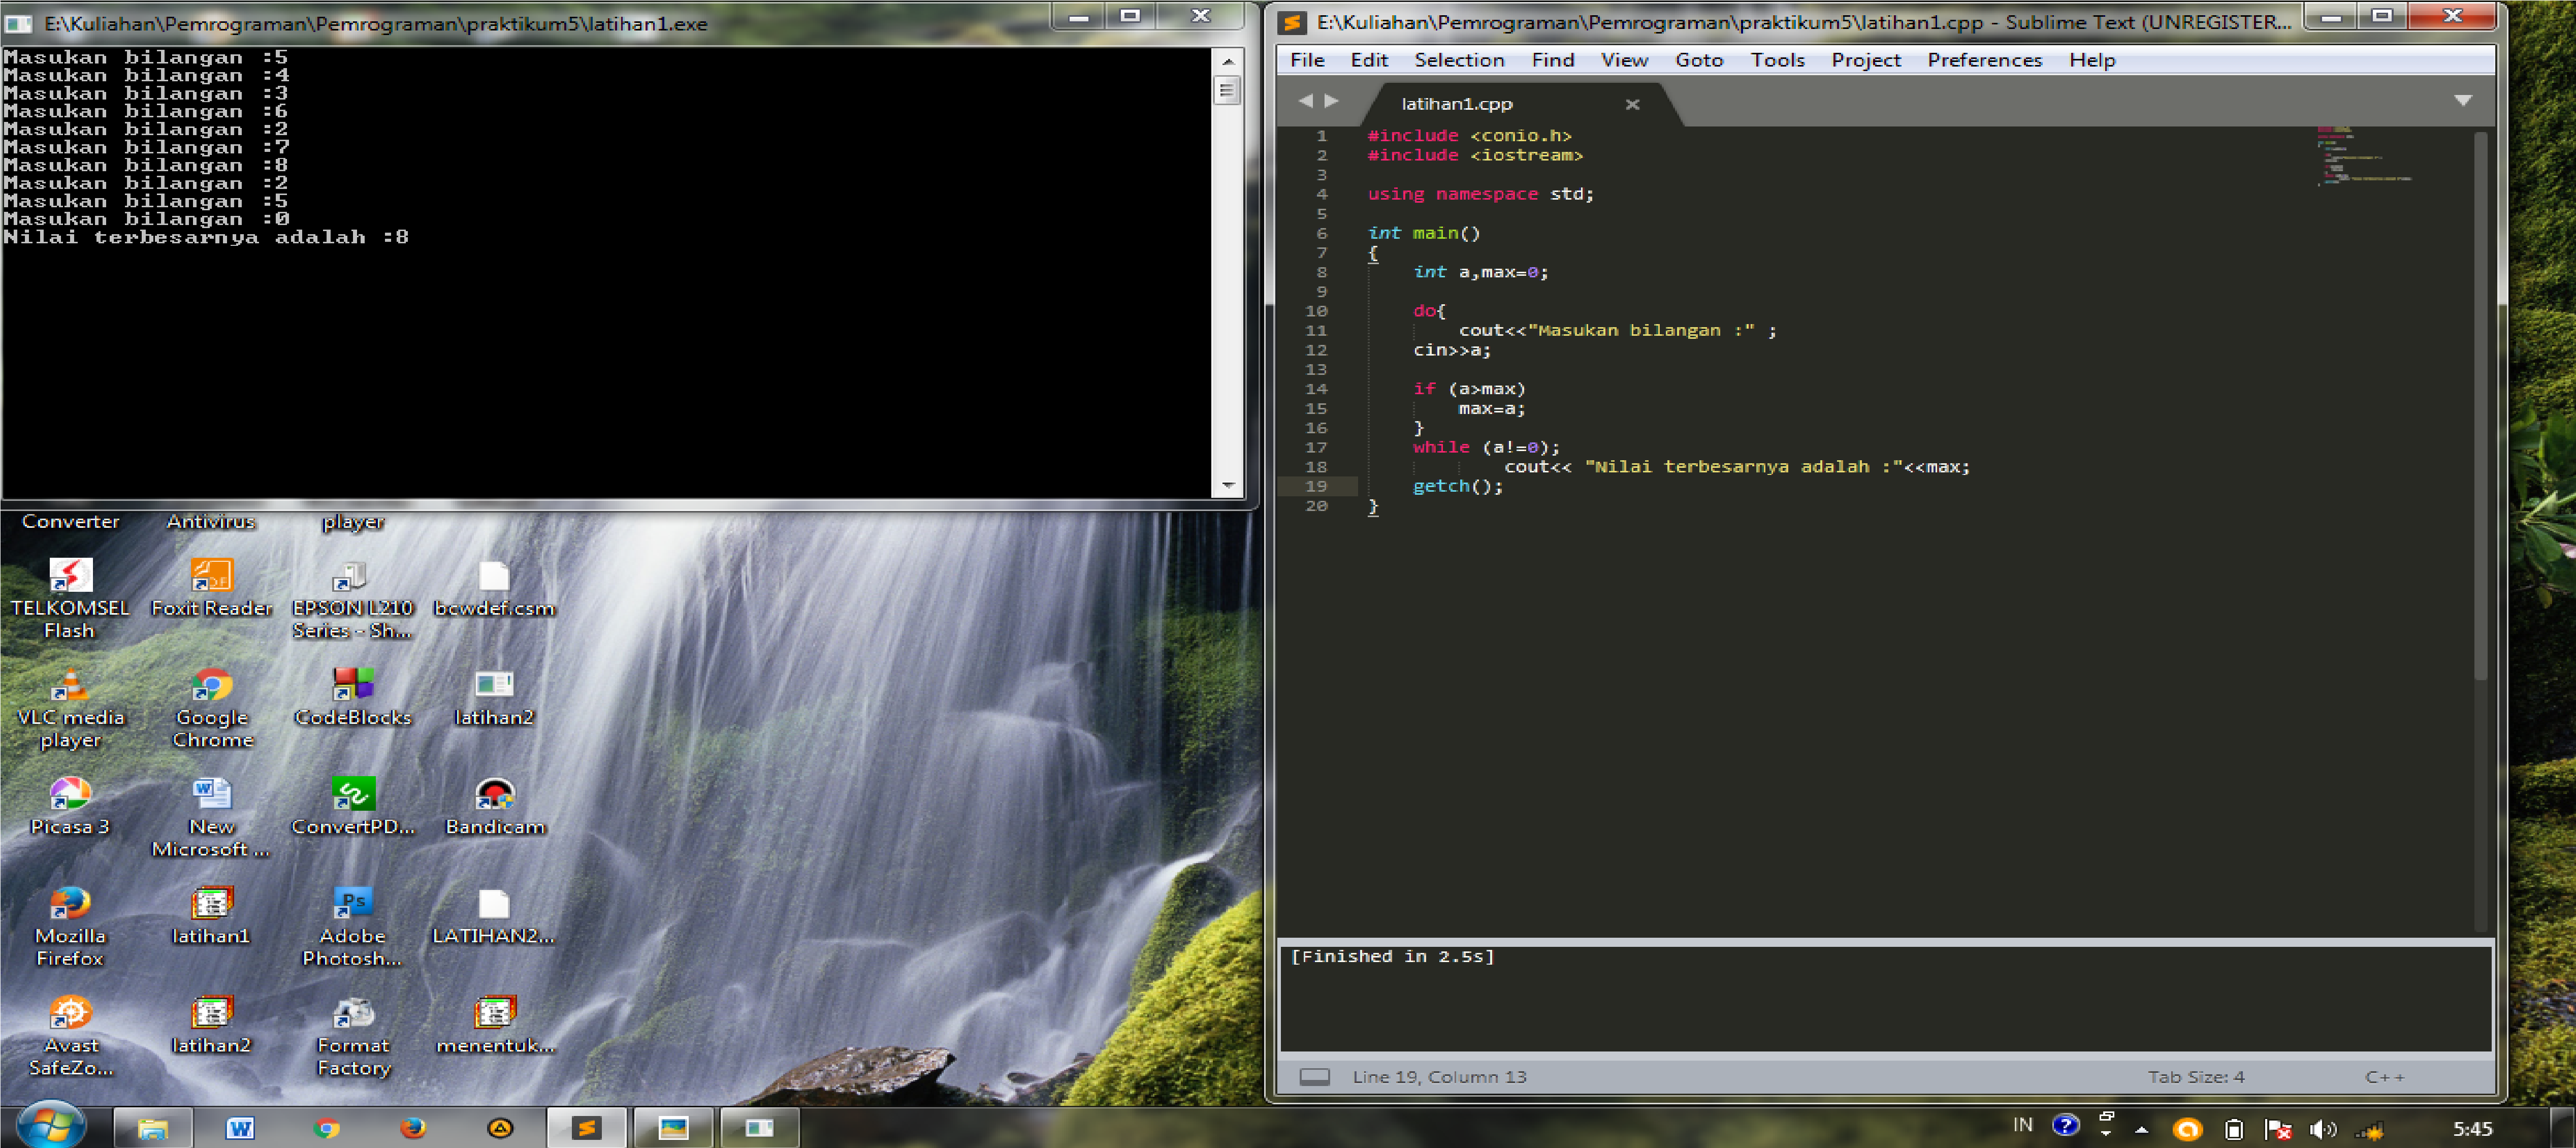 E:\Kuliahan\Pemrograman\Pemrograman\praktikum5\latihan1.exe
Masukan bilangan :5
Masukan bilangan :4
Masukan bilangan :3
Masukan bilangan :6
Masukan bilangan :2
Masukan bilangan :7
Masukan bilangan :8
Masukan bilangan :2
Masukan bilangan :5
Masukan bilangan :0
Nilai terbesarnya adalah :8
Converter
Antivirus
player
TELKOMSEL
Flash
Foxit Reader
EPSON L210
Series - Sh...
bcwdef.csm
VLC media
player
Google
Chrome
CodeBlocks
latihan2
Picasa 3
New
Microsoft ...
ConvertPD...
Bandicam
Mozilla
Firefox
latihan1
Adobe
Photosh...
LATIHAN2...
Avast
SafeZo...
latihan2
Format
Factory
menentuk...
E:\Kuliahan\Pemrograman\Pemrograman\praktikum5\latihan1.cpp - Sublime Text (UNREGISTER...
File Edit Selection Find View Goto Tools Project Preferences Help
latihan1.cpp
1 #include <conio.h>
2 #include <iostream>
3
4 using namespace std;
5
6 int main()
7 {
8 int a,max=0;
9
10 do{
11 cout<<"Masukan bilangan :" ;
12 cin>>a;
13
14 if (a>max)
15 max=a;
16 }
17 while (a!=0);
18 cout<< "Nilai terbesarnya adalah :"<<max;
19 getch();
20 }
[Finished in 2.5s]
Line 19, Column 13
Tab Size: 4
C++
IN
5:45